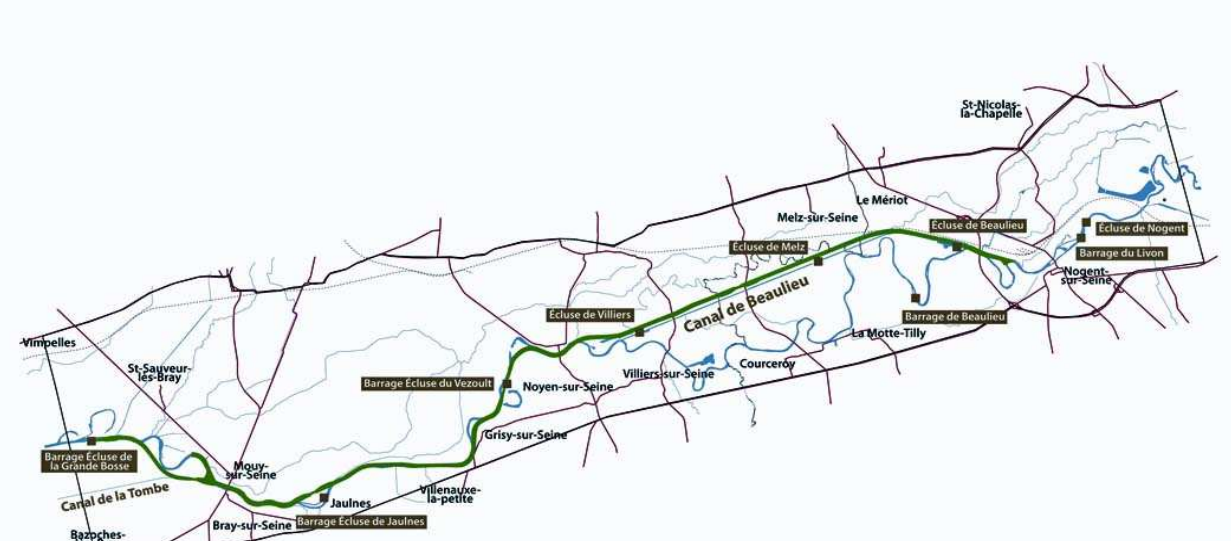 St-Nicolas-
la-Chapelle
Le Mériot
Melz-sur-Seine
Écluse de Beaulieu
Écluse de Nogent
Écluse de Melz
Barrage du Livon
Nogent-
sur-Seine
Canal de Beaulieu
Écluse de Villiers
Barrage de Beaulieu
La Motte-Tilly
Vimpelles
Courceroy
St-Sauveur-
lès-Bray
Villiers-sur-Seine
Barrage Écluse du Vezoult
Noyen-sur-Seine
Grisy-sur-Seine
Barrage Écluse de
la Grande Bosse
Mouy-
sur-Seine
Canal de la Tombe
Villenauxe-
la-petite
Jaulnes
Bray-sur-Seine
Barrage Écluse de Jaulnes
Bazoches-